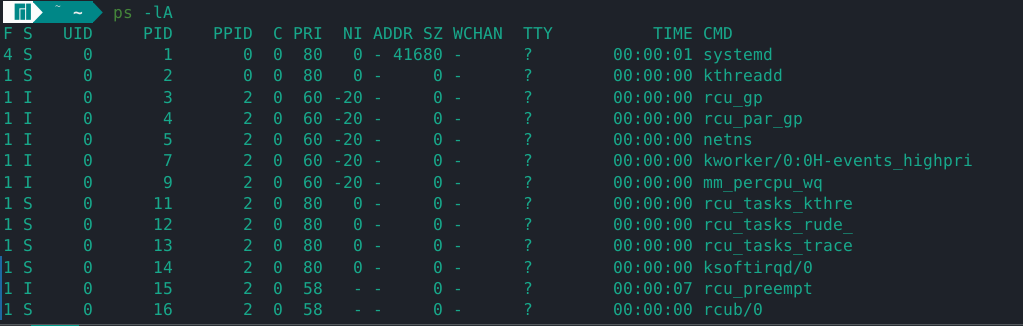 ~ ~ ps -lA
F S   UID     PID    PPID  C PRI  NI ADDR SZ WCHAN  TTY          TIME CMD
4 S     0       1       0  0  80   0 - 41680 -      ?        00:00:01 systemd
1 S     0       2       0  0  80   0 -     0 -      ?        00:00:00 kthreadd
1 I     0       3       2  0  60 -20 -     0 -      ?        00:00:00 rcu_gp
1 I     0       4       2  0  60 -20 -     0 -      ?        00:00:00 rcu_par_gp
1 I     0       5       2  0  60 -20 -     0 -      ?        00:00:00 netns
1 I     0       7       2  0  60 -20 -     0 -      ?        00:00:00 kworker/0:0H-events_highpri
1 I     0       9       2  0  60 -20 -     0 -      ?        00:00:00 mm_percpu_wq
1 S     0      11       2  0  80   0 -     0 -      ?        00:00:00 rcu_tasks_kthre
1 S     0      12       2  0  80   0 -     0 -      ?        00:00:00 rcu_tasks_rude_
1 S     0      13       2  0  80   0 -     0 -      ?        00:00:00 rcu_tasks_trace
1 S     0      14       2  0  80   0 -     0 -      ?        00:00:00 ksoftirqd/0
1 I     0      15       2  0  58   - -     0 -      ?        00:00:07 rcu_preempt
1 S     0      16       2  0  58   - -     0 -      ?        00:00:00 rcub/0